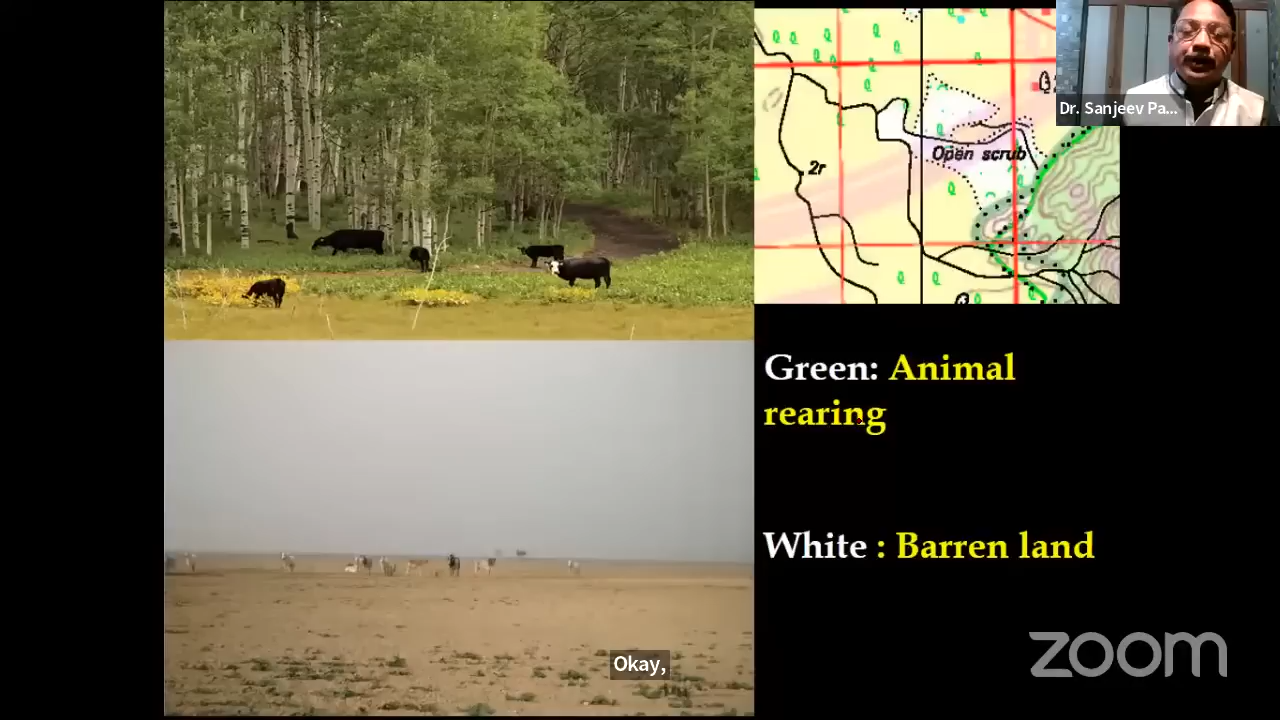 Dr. Sanjeev Pa...
2r
Open scrub
Green: Animal
rearing
White : Barren land
Okay,
zoom